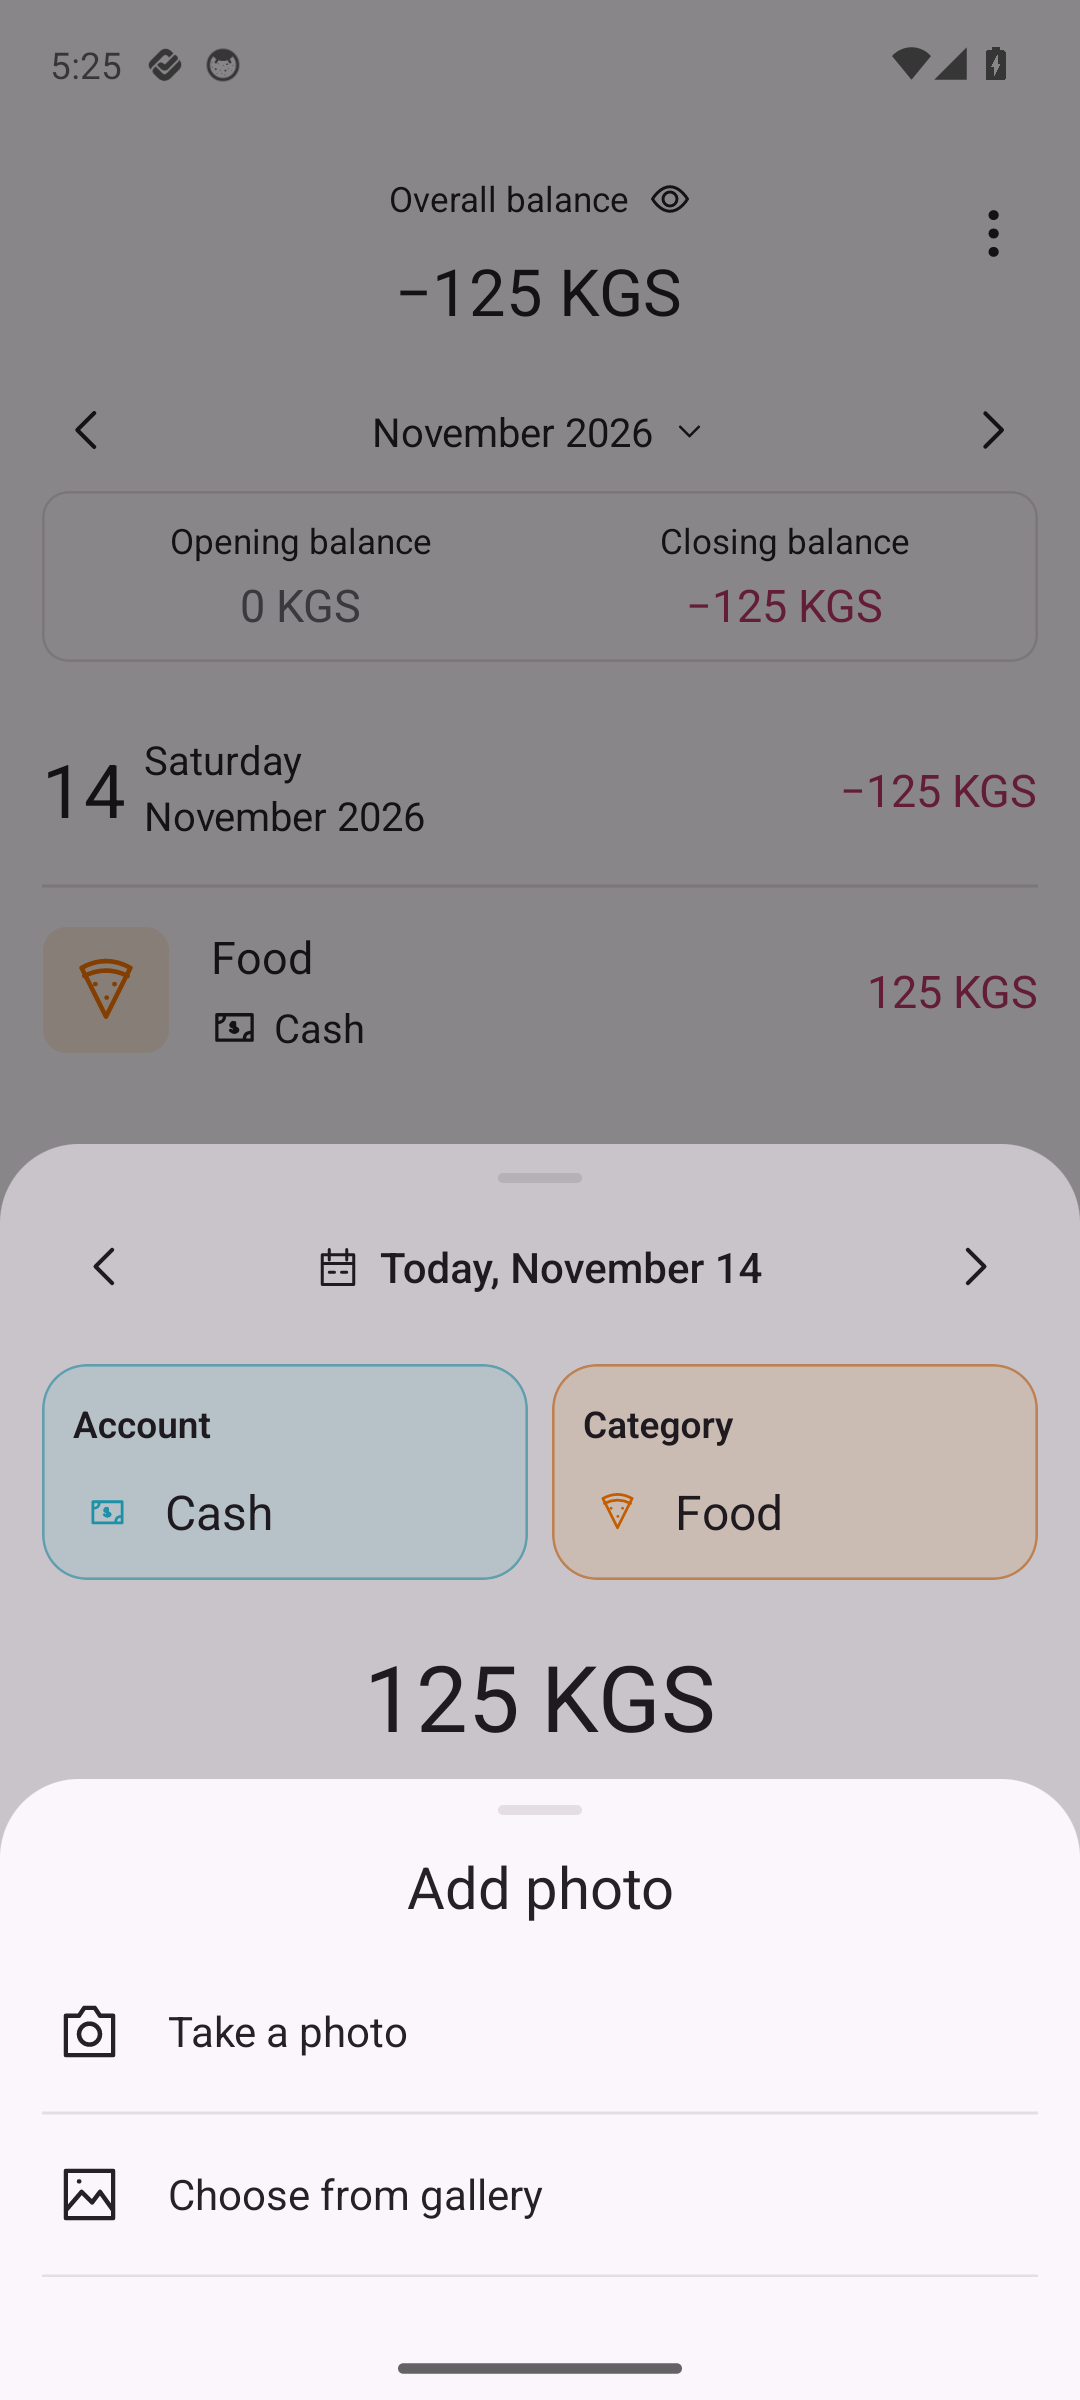 5:25
Overall balance
−125 KGS
November 2026
Opening balance
Closing balance
0 KGS
−125 KGS
14
Saturday
November 2026
−125 KGS
Food
Cash
125 KGS
Today, November 14
Account
Category
Cash
Food
125 KGS
Add photo
Take a photo
Choose from gallery